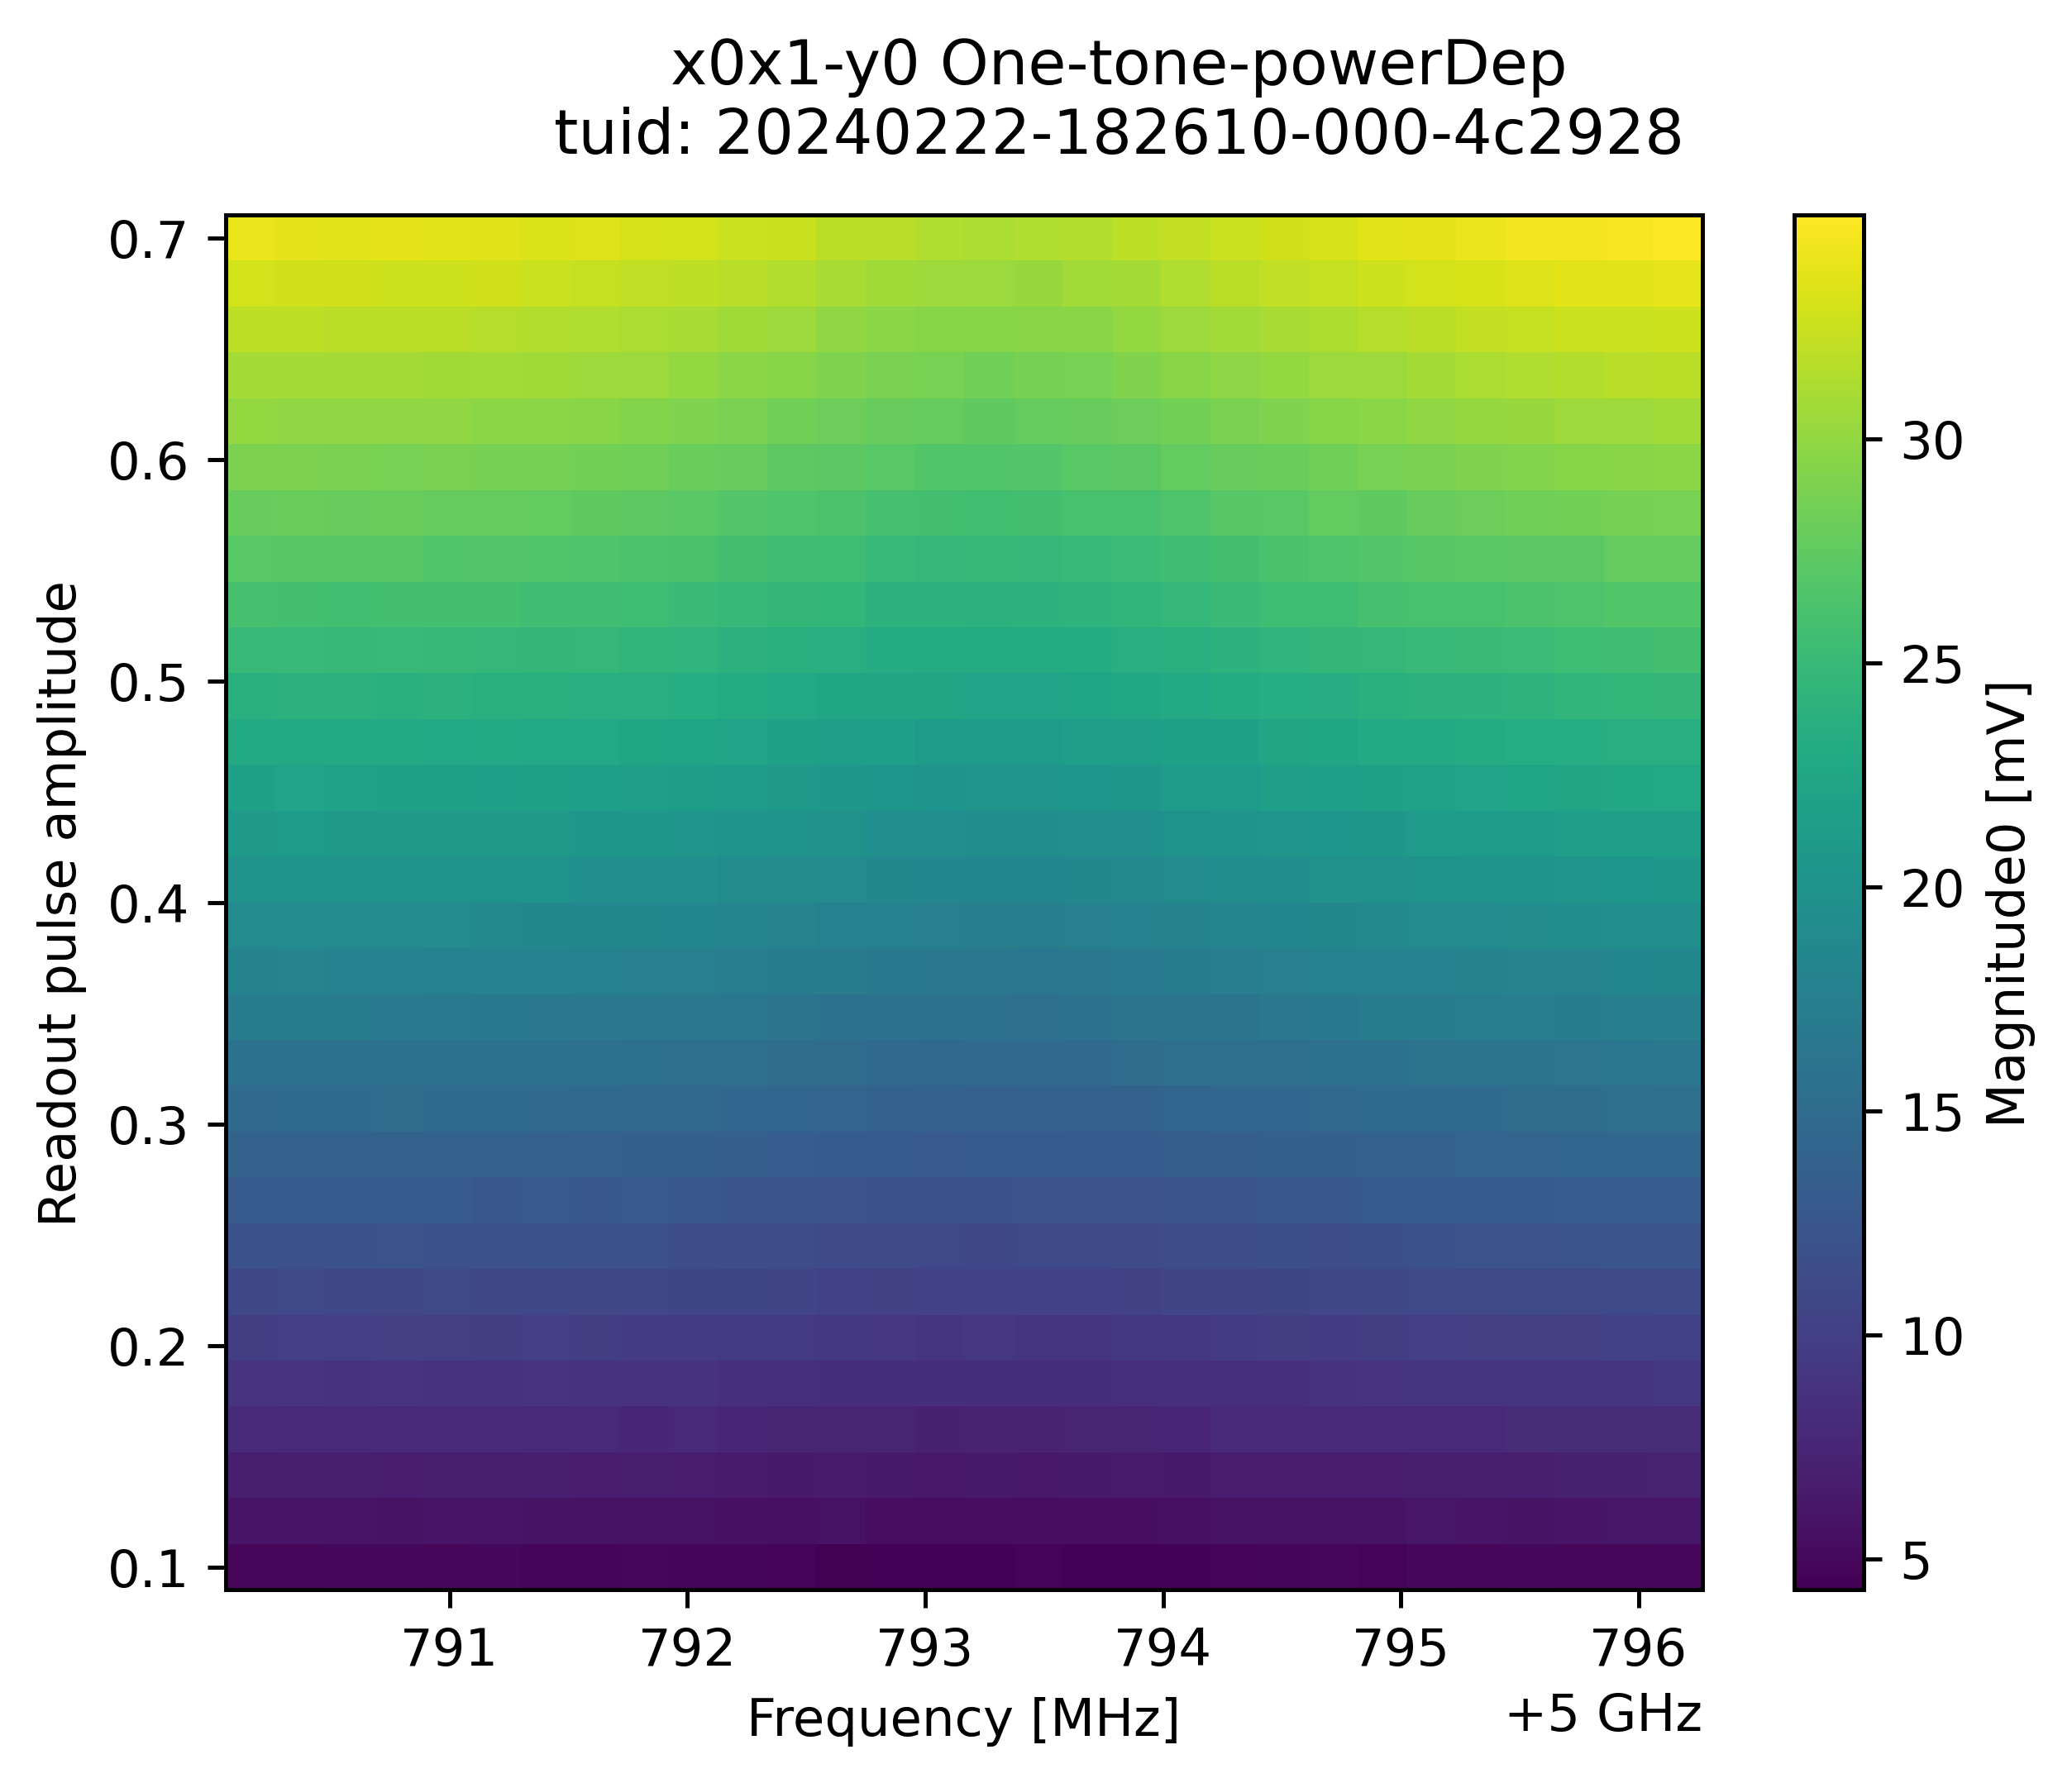 x0x1-y0 One-tone-powerDep
tuid: 20240222-182610-000-4c2928
0.7
0.6
0.5
0.4
0.3
0.2
0.1
Readout pulse amplitude
791 792 793 794 795 796
Frequency [MHz]
+5 GHz
30
25
20
15
10
5
Magnitude0 [mV]